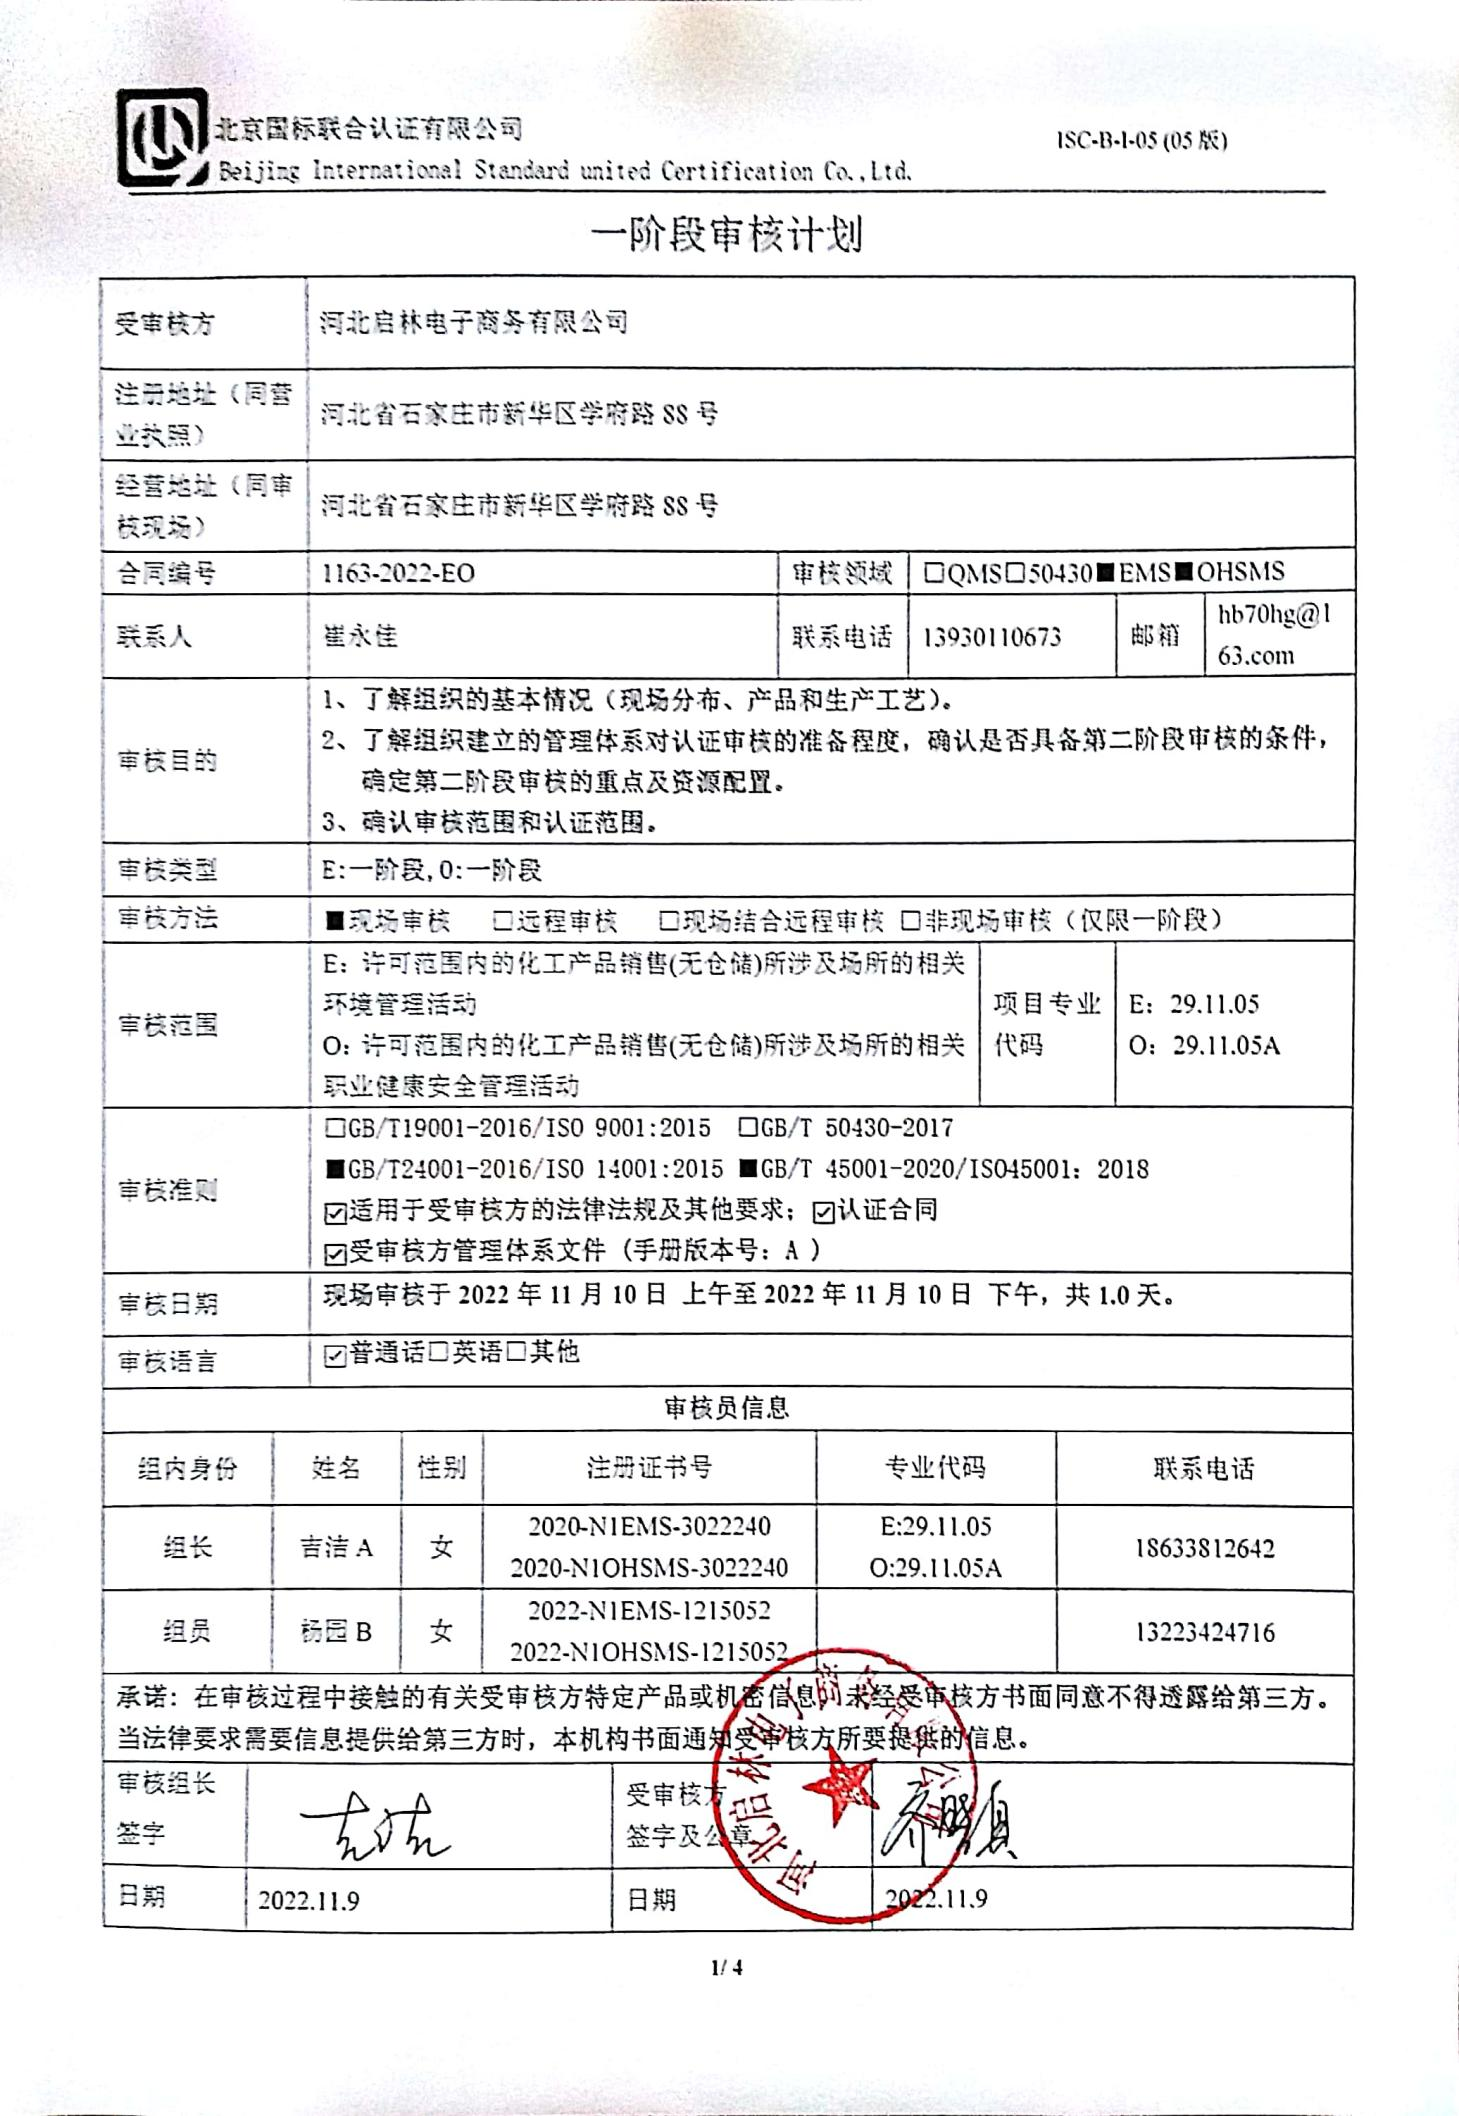 北京国标联合认证有限公司
ISC-B-I-05 (05 版)
Beijing International Standard united Certification Co.,Ltd.
一阶段审核计划
受审核方 河北启林电子商务有限公司
注册地址（同营
业执照）
河北省石家庄市新华区学府路 88 号
经营地址（同审
核现场）
河北省石家庄市新华区学府路 88 号
合同编号 1163-2022-EO 审核领域 □QMS□50430■EMS■OHSMS
联系人 崔永佳 联系电话 13930110673 邮箱
hb70hg@1
63.com
审核目的
1、了解组织的基本情况（现场分布、产品和生产工艺）。
2、了解组织建立的管理体系对认证审核的准备程度，确认是否具备第二阶段审核的条件，
确定第二阶段审核的重点及资源配置。
3、确认审核范围和认证范围。
审核类型 E:一阶段,O:一阶段
审核方法 ■现场审核 □远程审核 □现场结合远程审核 □非现场审核（仅限一阶段）
审核范围
E：许可范围内的化工产品销售(无仓储)所涉及场所的相关
环境管理活动
O：许可范围内的化工产品销售(无仓储)所涉及场所的相关
职业健康安全管理活动
项目专业
代码
E：29.11.05
O：29.11.05A
审核准则
□GB/T19001-2016/ISO 9001:2015 □GB/T 50430-2017
■GB/T24001-2016/ISO 14001:2015 ■GB/T 45001-2020/ISO45001：2018
☑适用于受审核方的法律法规及其他要求；☑认证合同
☑受审核方管理体系文件（手册版本号：A ）
审核日期 现场审核于 2022 年 11 月 10 日 上午至 2022 年 11 月 10 日 下午，共 1.0 天。
审核语言 ☑普通话□英语□其他
审核员信息
组内身份 姓名 性别 注册证书号 专业代码 联系电话
组长 吉洁 A 女
2020-N1EMS-3022240
2020-N1OHSMS-3022240
E:29.11.05
O:29.11.05A
18633812642
组员 杨园 B 女
2022-N1EMS-1215052
2022-N1OHSMS-1215052
13223424716
承诺：在审核过程中接触的有关受审核方特定产品或机密信息，未经受审核方书面同意不得透露给第三方。
当法律要求需要信息提供给第三方时，本机构书面通知受审核方所要提供的信息。
审核组长
签字
吉洁
受审核方
签字及公章
河北启林电子商务有限公司
日期 2022.11.9 日期 2022.11.9
1/ 4